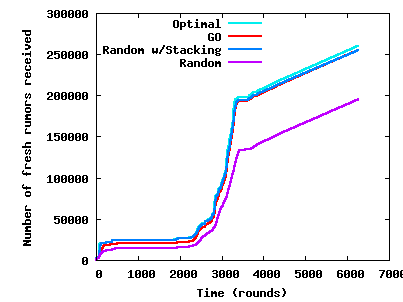 300000
250000
200000
150000
100000
50000
0
Number of fresh rumors received
Optimal
GO
Random w/Stacking
Random
0 1000 2000 3000 4000 5000 6000 7000
Time (rounds)